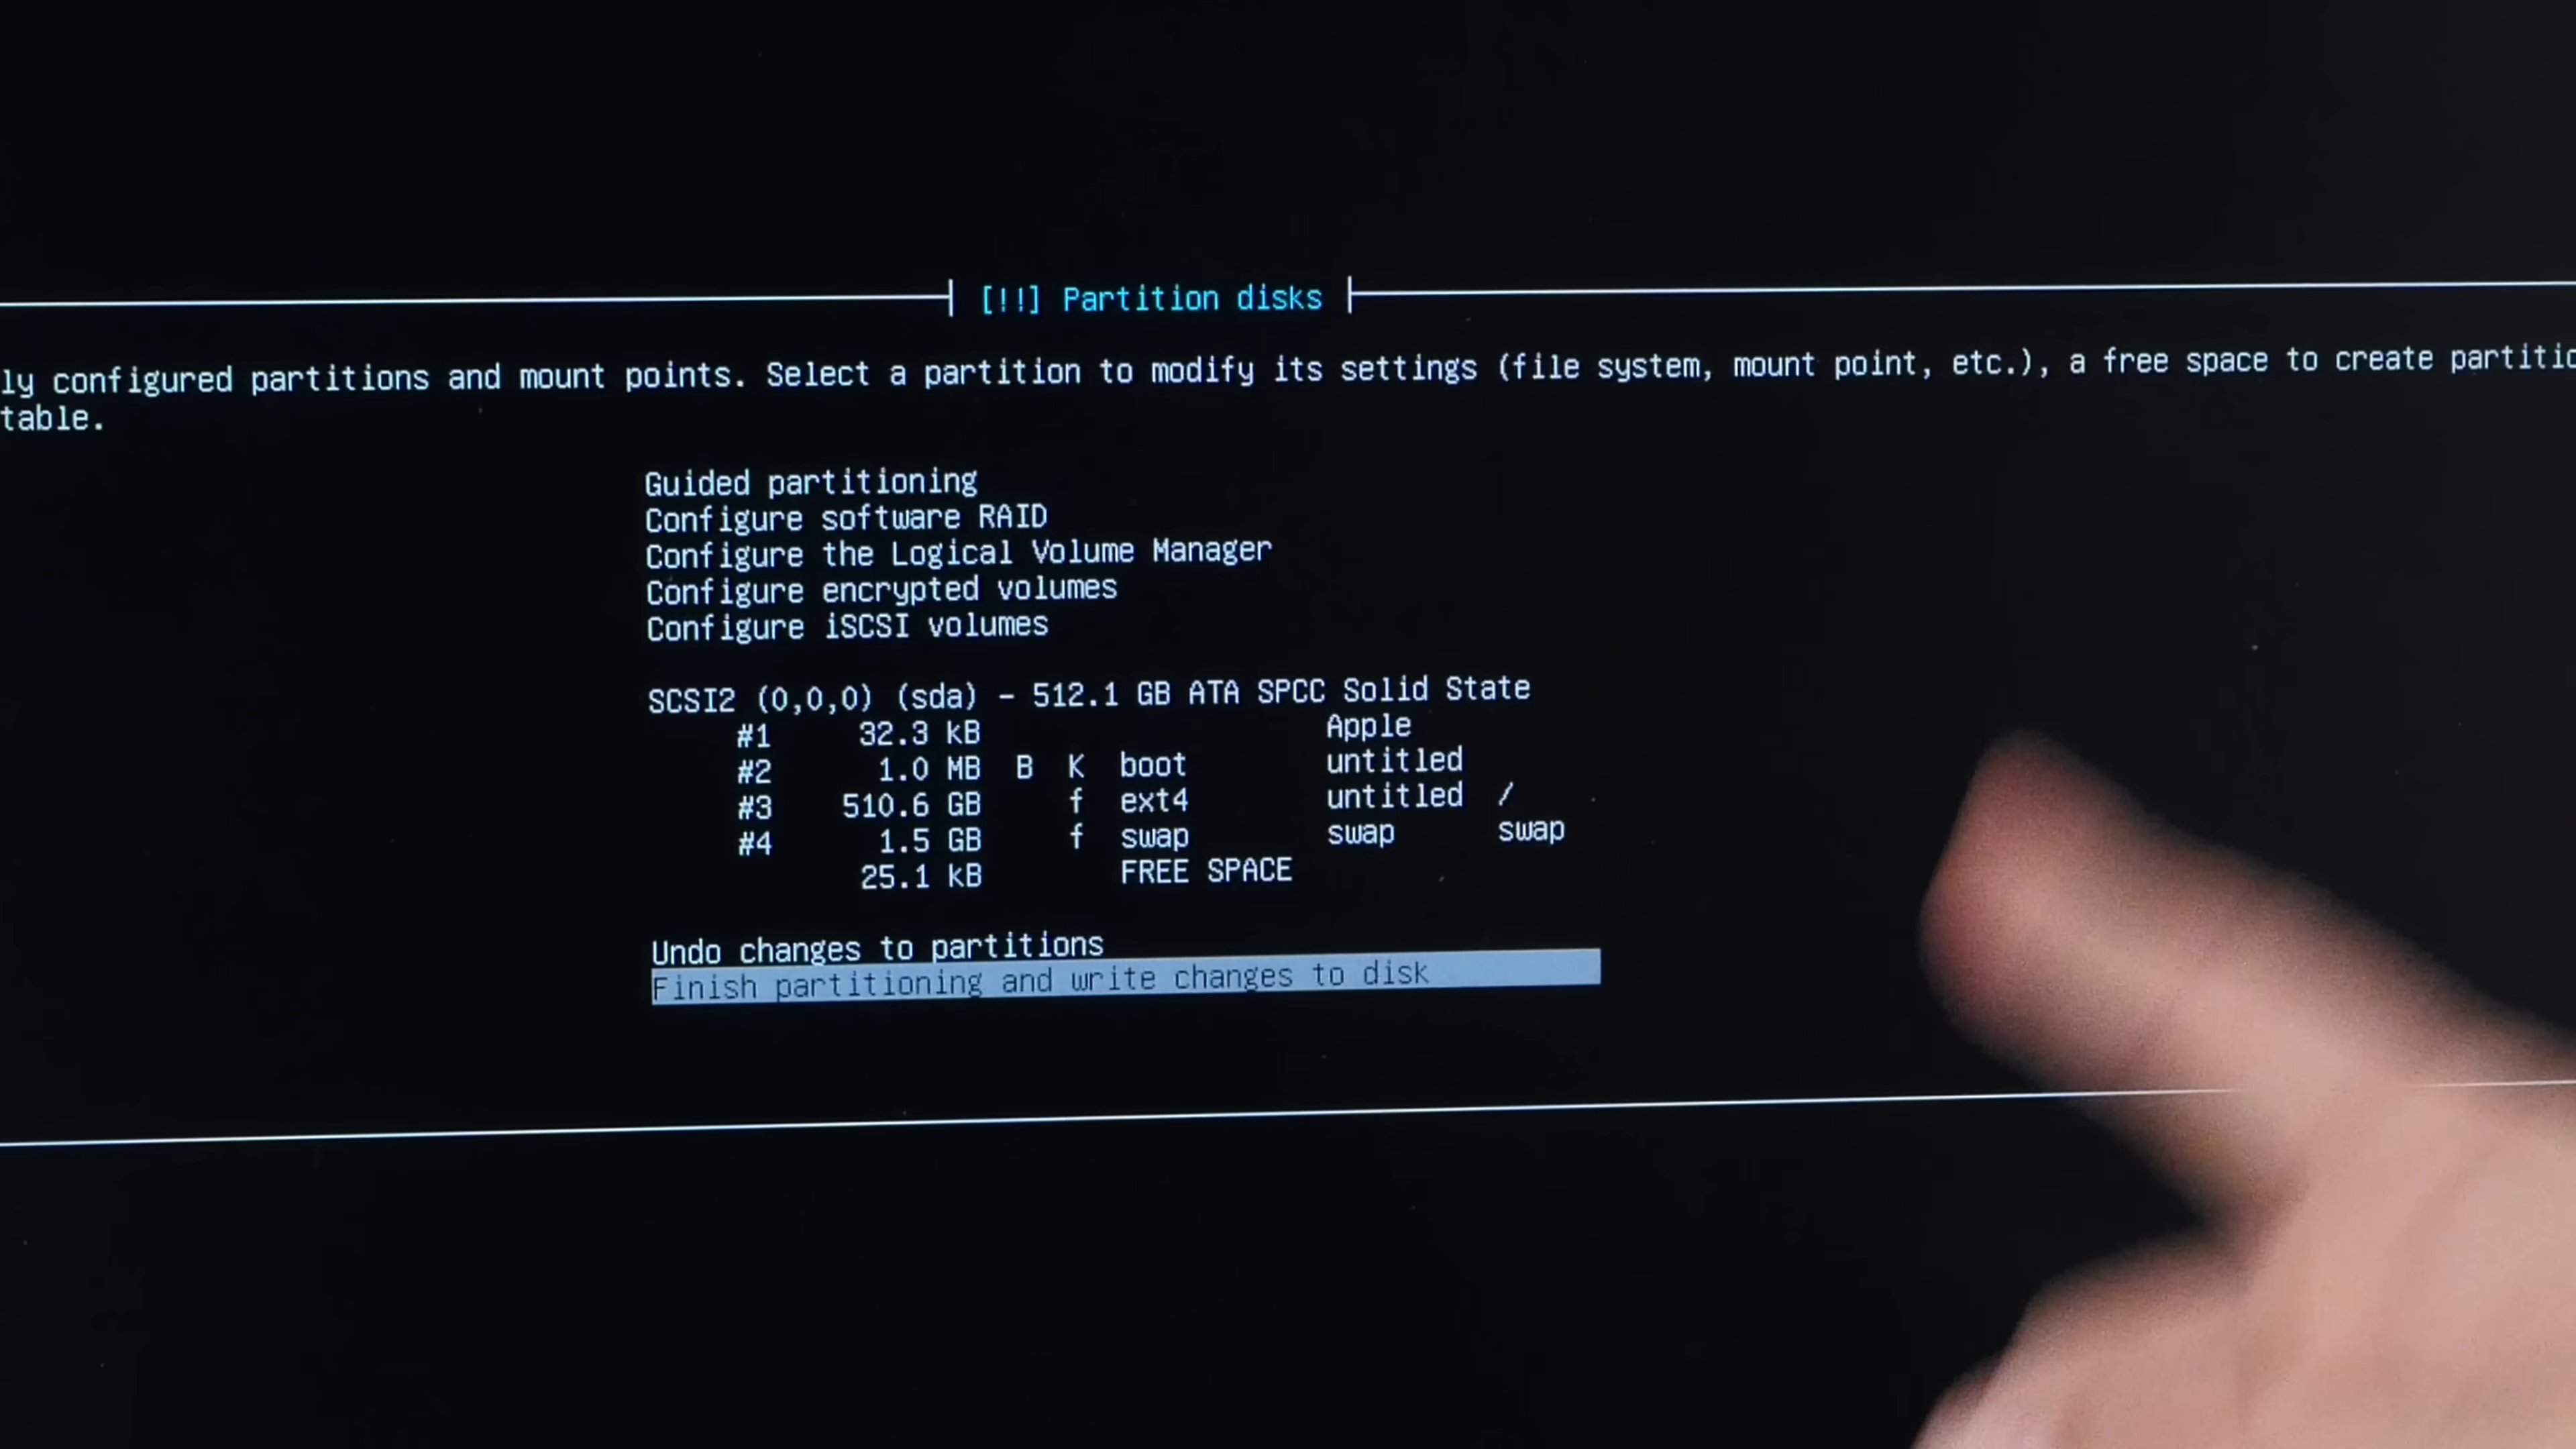 [!!] Partition disks
ly configured partitions and mount points. Select a partition to modify its settings (file system, mount point, etc.), a free space to create
table.
Guided partitioning
Configure software RAID
Configure the Logical Volume Manager
Configure encrypted volumes
Configure iSCSI volumes
SCSI2 (0,0,0) (sda) - 512.1 GB ATA SPCC Solid State
#1 32.3 kB Apple
#2 1.0 MB B K boot untitled
#3 510.6 GB f ext4 untitled /
#4 1.5 GB f swap swap swap
25.1 kB FREE SPACE
Undo changes to partitions
Finish partitioning and write changes to disk